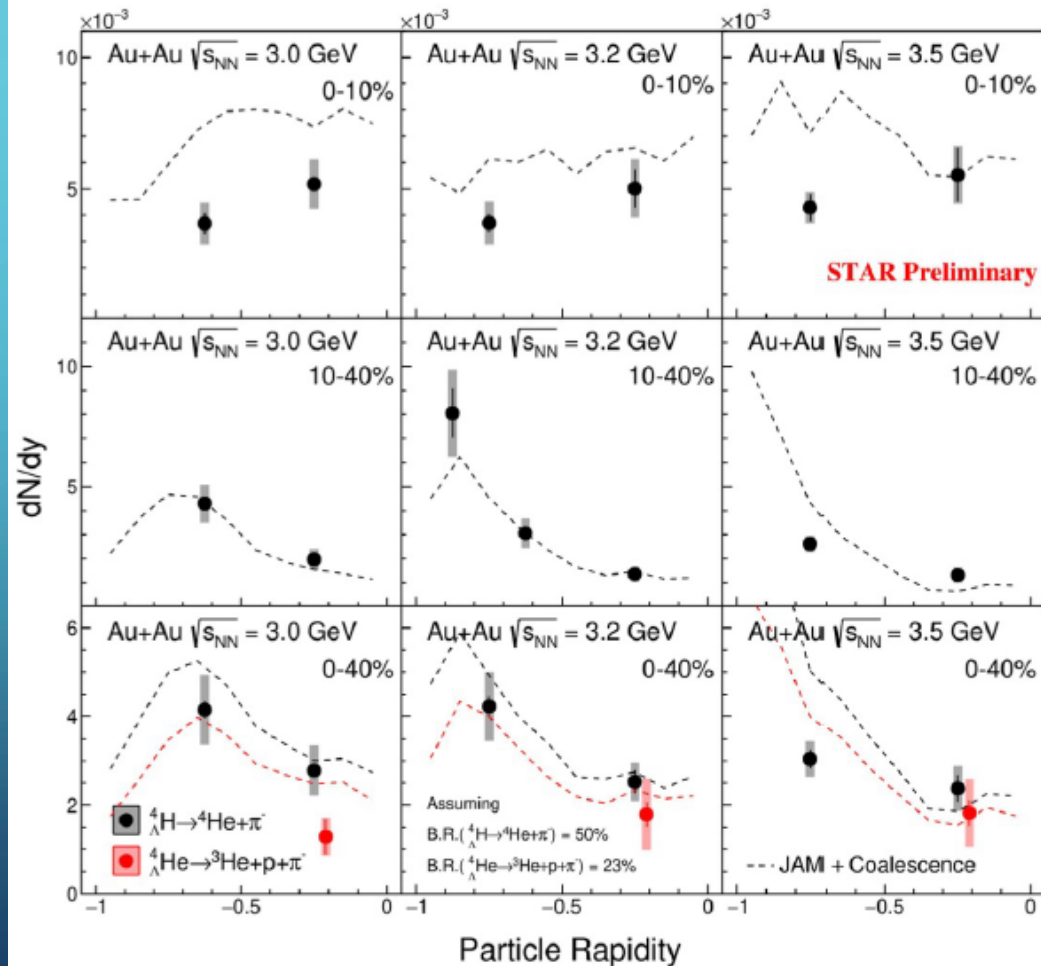 ×10⁻³ ×10⁻³ ×10⁻³
Au+Au √sNN = 3.0 GeV
0-10%
Au+Au √sNN = 3.2 GeV
0-10%
Au+Au √sNN = 3.5 GeV
0-10%
STAR Preliminary
10
5
Au+Au √sNN = 3.0 GeV
10-40%
Au+Au √sNN = 3.2 GeV
10-40%
Au+Au √sNN = 3.5 GeV
10-40%
10
5
dN/dy
Au+Au √sNN = 3.0 GeV
0-40%
Au+Au √sNN = 3.2 GeV
0-40%
Au+Au √sNN = 3.5 GeV
0-40%
6
4
2
0
⁴ΛH→⁴He+π⁻
⁴ΛHe→³He+p+π⁻
Assuming
B.R.(⁴ΛH→⁴He+π⁻) = 50%
B.R.(⁴ΛHe→³He+p+π⁻) = 23%
JAM + Coalescence
−1 −0.5 0 −1 −0.5 0 −1 −0.5 0
Particle Rapidity